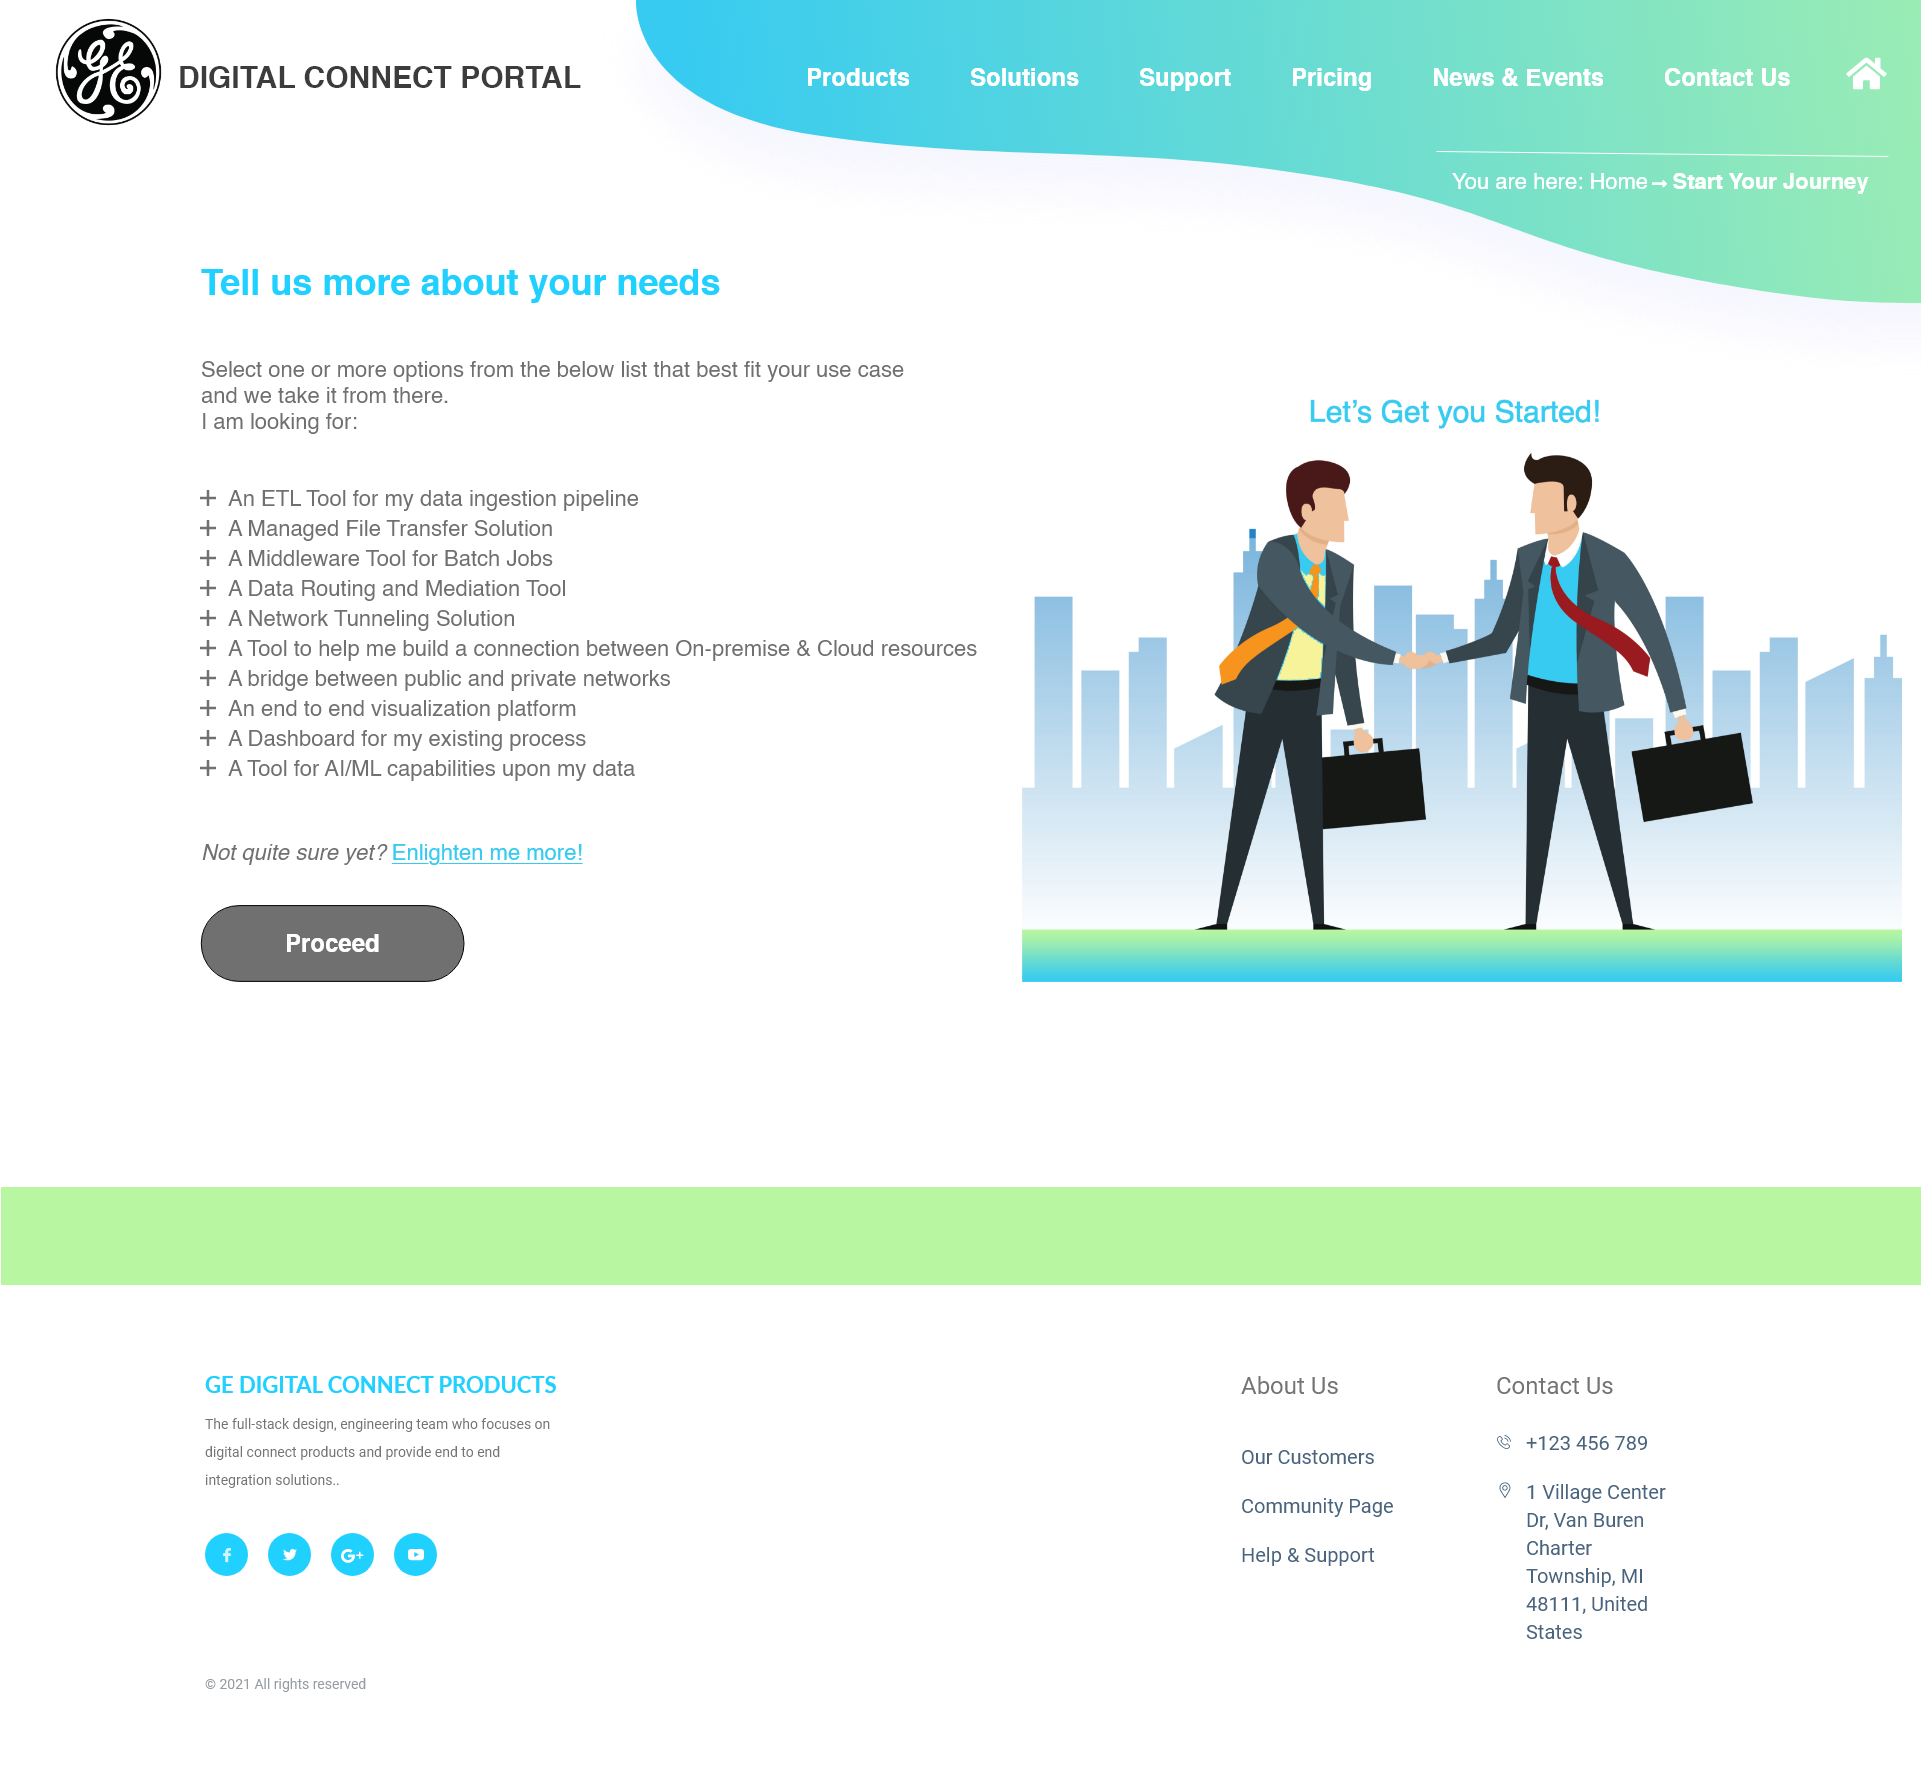 GE
DIGITAL CONNECT PORTAL
Products
Solutions
Support
Pricing
News & Events
Contact Us
You are here: Home → Start Your Journey
Tell us more about your needs
Select one or more options from the below list that best fit your use case
and we take it from there.
I am looking for:
An ETL Tool for my data ingestion pipeline
A Managed File Transfer Solution
A Middleware Tool for Batch Jobs
A Data Routing and Mediation Tool
A Network Tunneling Solution
A Tool to help me build a connection between On-premise & Cloud resources
A bridge between public and private networks
An end to end visualization platform
A Dashboard for my existing process
A Tool for AI/ML capabilities upon my data
Not quite sure yet? Enlighten me more!
Proceed
Let’s Get you Started!
GE DIGITAL CONNECT PRODUCTS
The full-stack design, engineering team who focuses on
digital connect products and provide end to end
integration solutions..
© 2021 All rights reserved
About Us
Our Customers
Community Page
Help & Support
Contact Us
+123 456 789
1 Village Center
Dr, Van Buren
Charter
Township, MI
48111, United
States